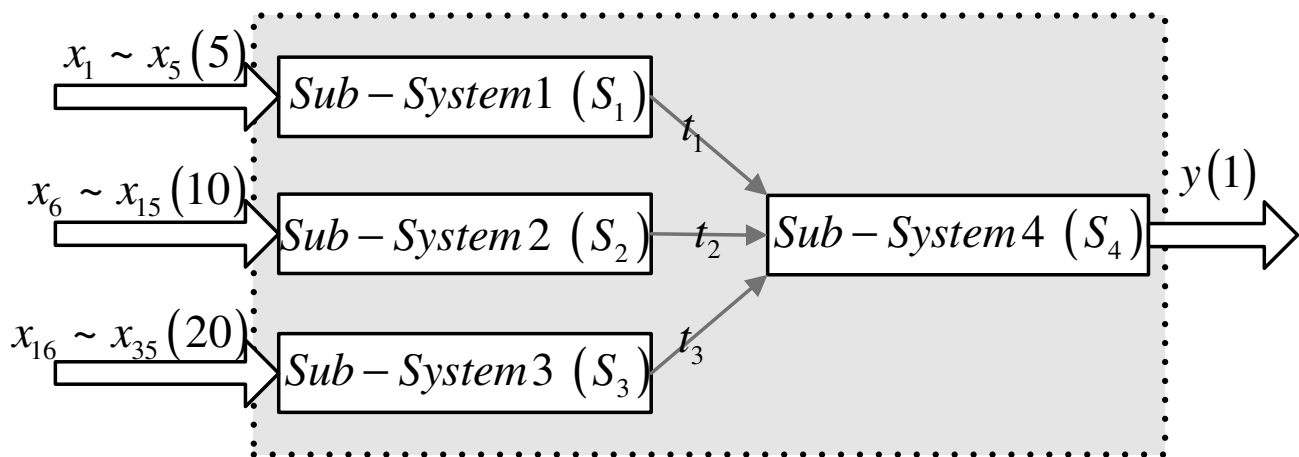 x₁ ~ x₅(5)
Sub − System1 (S₁)
t₁
x₆ ~ x₁₅(10)
Sub − System2 (S₂)
t₂
Sub − System4 (S₄)
y(1)
x₁₆ ~ x₃₅(20)
Sub − System3 (S₃)
t₃